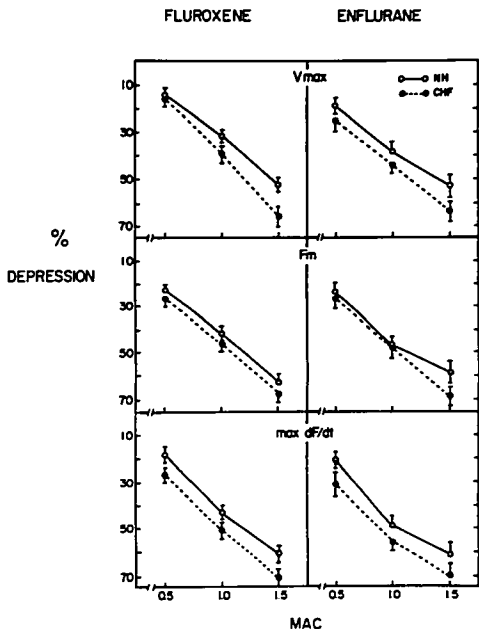 FLUROXENE ENFLURANE
Vmax
NH
CHF
10
30
50
70
%
DEPRESSION
Fm
10
30
50
70
max dF/dt
10
30
50
70
0.5 1.0 1.5 0.5 1.0 1.5
MAC